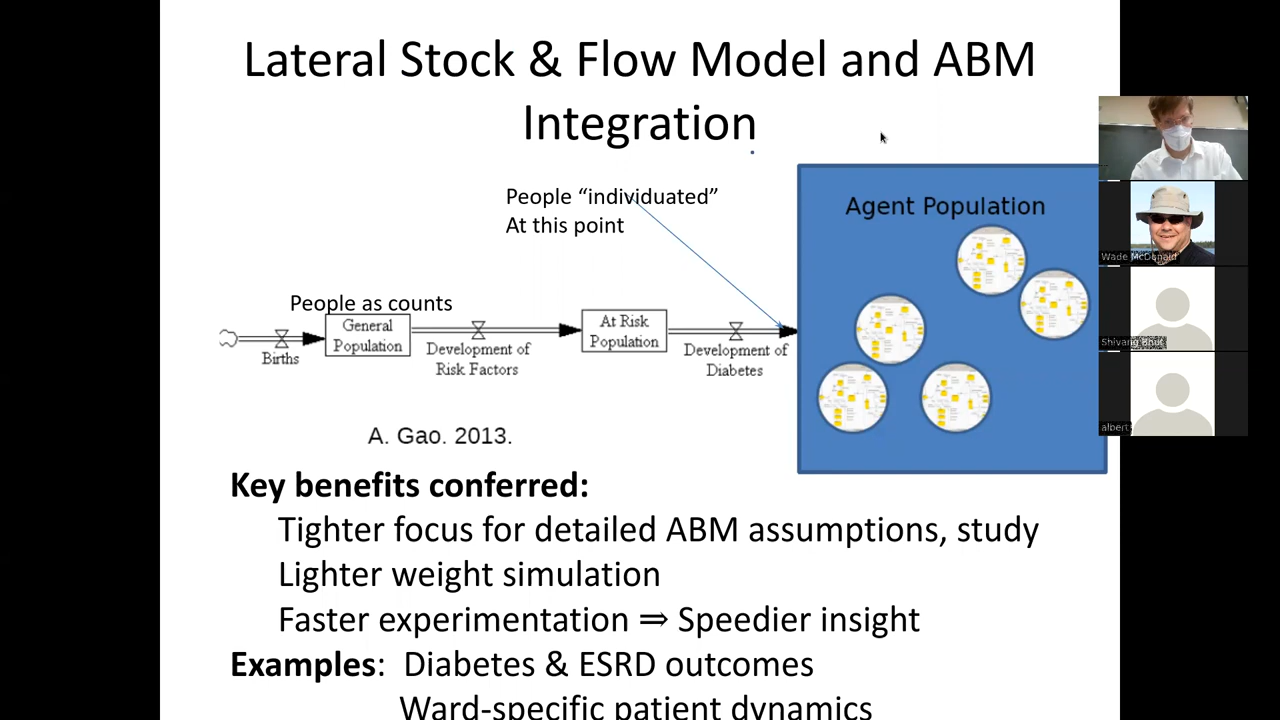 Lateral Stock & Flow Model and ABM
Integration
People “individuated”
At this point
Agent Population
People as counts
General
Population
At Risk
Population
Births
Development of
Risk Factors
Development of
Diabetes
A. Gao. 2013.
Key benefits conferred:
Tighter focus for detailed ABM assumptions, study
Lighter weight simulation
Faster experimentation ⇒ Speedier insight
Examples: Diabetes & ESRD outcomes
Ward-specific patient dynamics
Wade McDonald
Shivang Bhut
albert